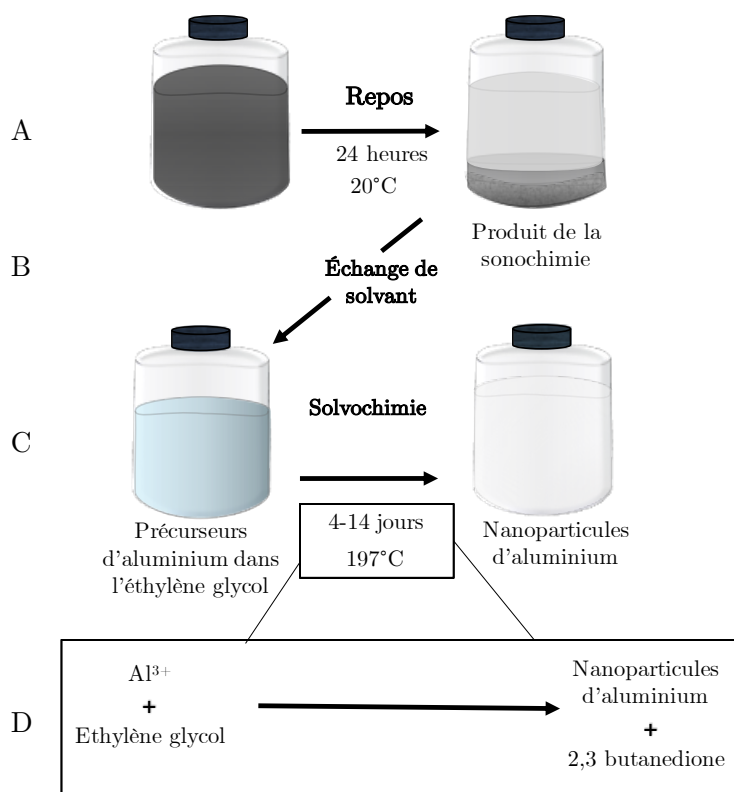 A
Repos
24 heures
20°C
Produit de la
sonochimie
B
Échange de
solvant
C
Solvochimie
4-14 jours
197°C
Précurseurs
d'aluminium dans
l'éthylène glycol
Nanoparticules
d'aluminium
D
Al³⁺
+
Ethylène glycol
Nanoparticules
d'aluminium
+
2,3 butanedione